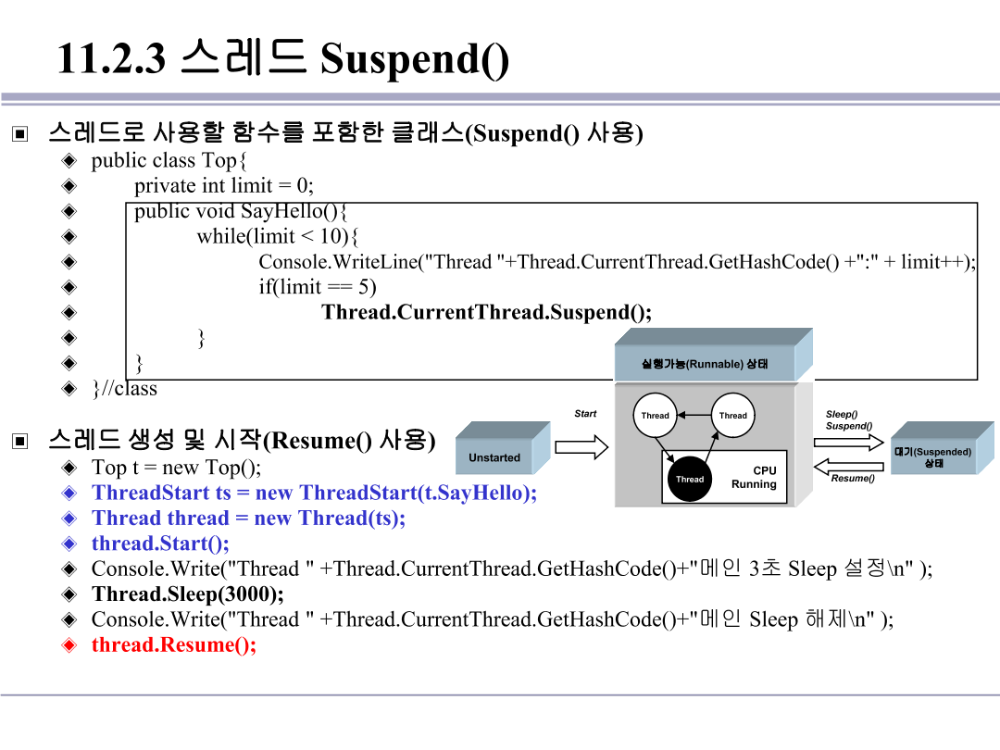 11.2.3 스레드 Suspend()
스레드로 사용할 함수를 포함한 클래스(Suspend() 사용)
public class Top{
private int limit = 0;
public void SayHello(){
while(limit < 10){
Console.WriteLine("Thread "+Thread.CurrentThread.GetHashCode() +":" + limit++);
if(limit == 5)
Thread.CurrentThread.Suspend();
}
}
}//class
실행가능(Runnable) 상태
Start
Thread
Thread
Sleep()
Suspend()
Unstarted
Thread
CPU
Running
대기(Suspended)
상태
Resume()
스레드 생성 및 시작(Resume() 사용)
Top t = new Top();
ThreadStart ts = new ThreadStart(t.SayHello);
Thread thread = new Thread(ts);
thread.Start();
Console.Write("Thread " +Thread.CurrentThread.GetHashCode()+"메인 3초 Sleep 설정\n" );
Thread.Sleep(3000);
Console.Write("Thread " +Thread.CurrentThread.GetHashCode()+"메인 Sleep 해제\n" );
thread.Resume();